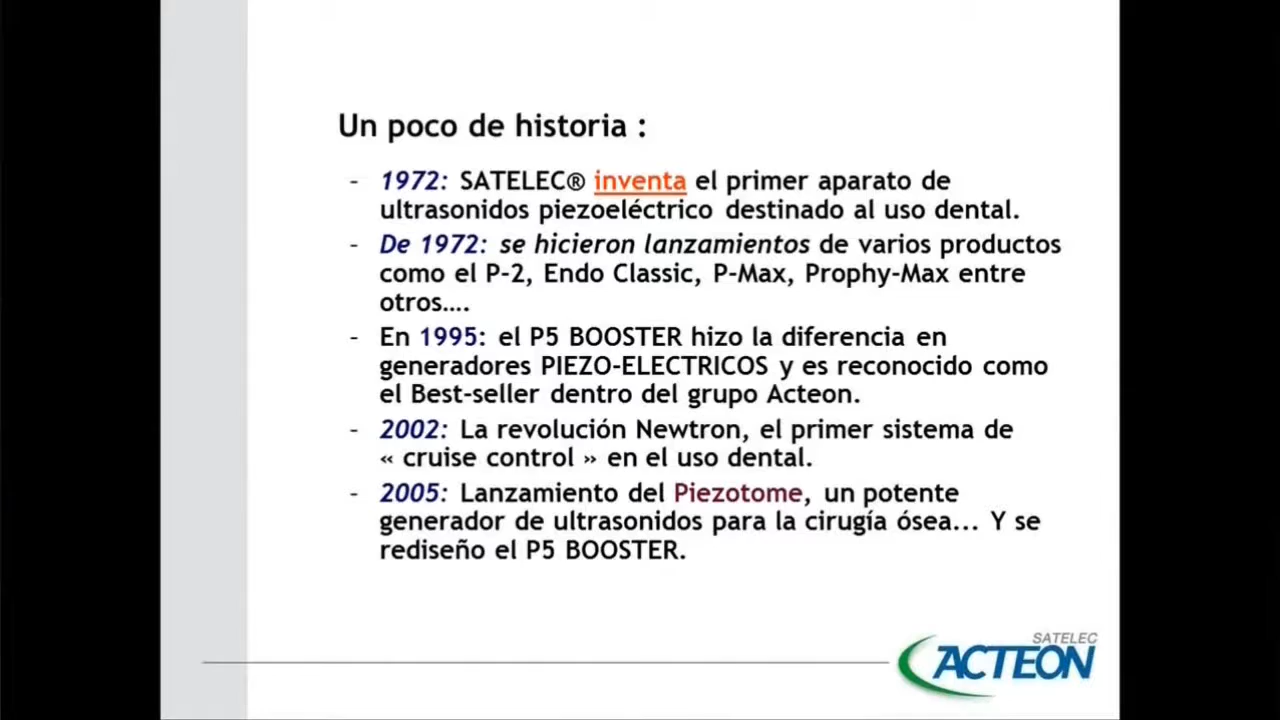 Un poco de historia :
- 1972: SATELEC® inventa el primer aparato de
ultrasonidos piezoeléctrico destinado al uso dental.
- De 1972: se hicieron lanzamientos de varios productos
como el P-2, Endo Classic, P-Max, Prophy-Max entre
otros....
- En 1995: el P5 BOOSTER hizo la diferencia en
generadores PIEZO-ELECTRICOS y es reconocido como
el Best-seller dentro del grupo Acteon.
- 2002: La revolución Newtron, el primer sistema de
« cruise control » en el uso dental.
- 2005: Lanzamiento del Piezotome, un potente
generador de ultrasonidos para la cirugía ósea... Y se
rediseño el P5 BOOSTER.
SATELEC
ACTEON